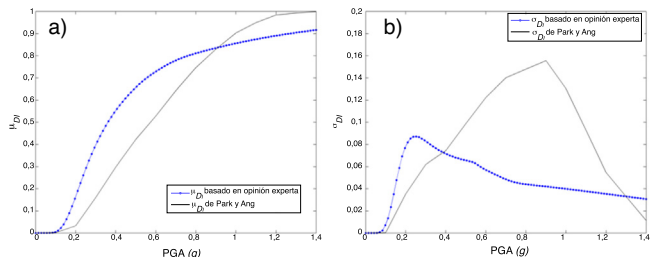 a)
1
0,9
0,8
0,7
0,6
0,5
0,4
0,3
0,2
0,1
0
μDI
0 0,2 0,4 0,6 0,8 1,0 1,2 1,4
PGA (g)
μDI basado en opinión experta
μDI de Park y Ang
b)
0,2
0,18
0,16
0,14
0,12
0,1
0,08
0,06
0,04
0,02
0
σDI
0 0,2 0,4 0,6 0,8 1,0 1,2 1,4
PGA (g)
σDI basado en opinión experta
σDI de Park y Ang